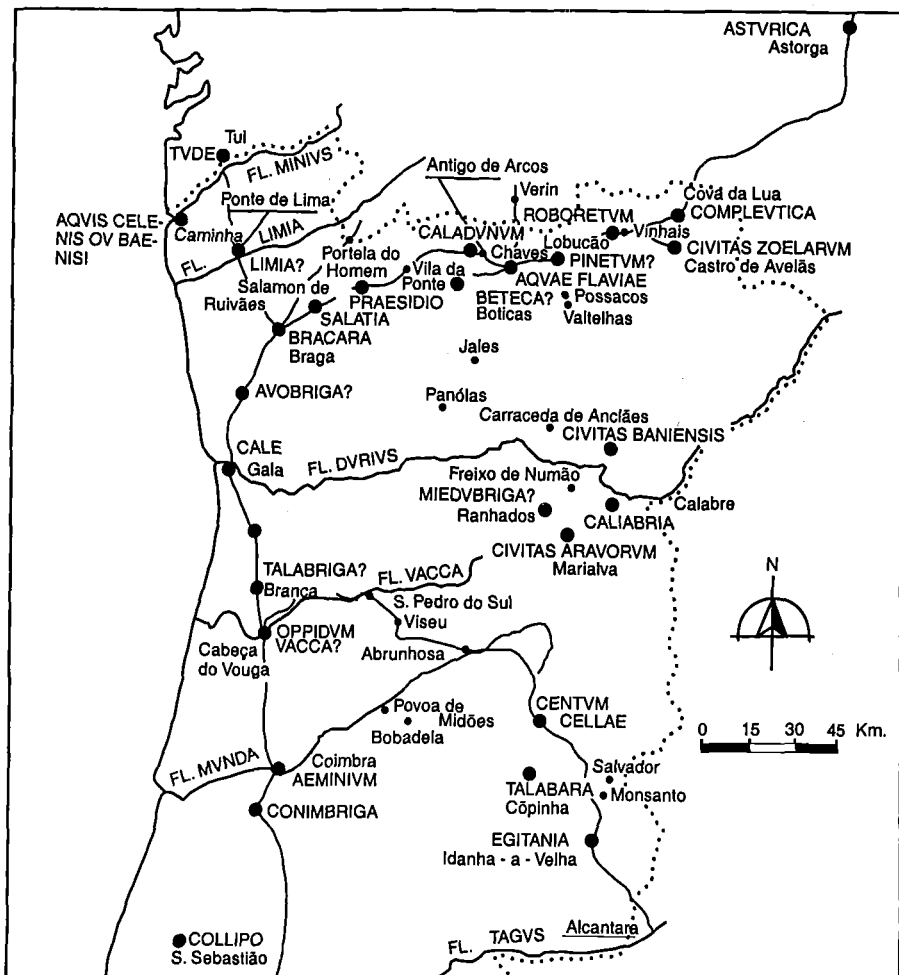 ASTVRICA
Astorga
Tui
TVDE
FL. MINIVS
Antigo de Arcos
Ponte de Lima
Verin
Cova da Lua
COMPLEVTICA
ROBORETVM
AQVIS CELE-
NIS OV BAE-
NISI
Caminha
LIMIA
FL.
CALADVNVM
Vinhais
Lobucão
CIVITAS ZOELARVM
Castro de Avelãs
Portela do
Homem
Chaves
PINETVM?
LIMIA?
Vila da
Ponte
AQVAE FLAVIAE
Salamon de
Ruivães
PRAESIDIO
BETECA?
Boticas
Possacos
Valtelhas
SALATIA
BRACARA
Braga
Jales
AVOBRIGA?
Panólas
Carraceda de Anclães
CIVITAS BANIENSIS
CALE
Gala
FL. DVRIVS
Freixo de Numão
MIEDVBRIGA?
Ranhados
Calabre
CALIABRIA
CIVITAS ARAVORVM
Marialva
N
TALABRIGA?
Branca
FL. VACCA
S. Pedro do Sul
Viseu
Cabeça
do Vouga
OPPIDVM
VACCA?
Abrunhosa
CENTVM
CELLAE
Povoa de
Midões
Bobadela
0 15 30 45 Km.
FL. MVNDA
Coimbra
AEMINIVM
Salvador
TALABARA
Cõpinha
Monsanto
CONIMBRIGA
EGITANIA
Idanha - a - Velha
Alcantara
COLLIPO
S. Sebastião
FL. TAGVS